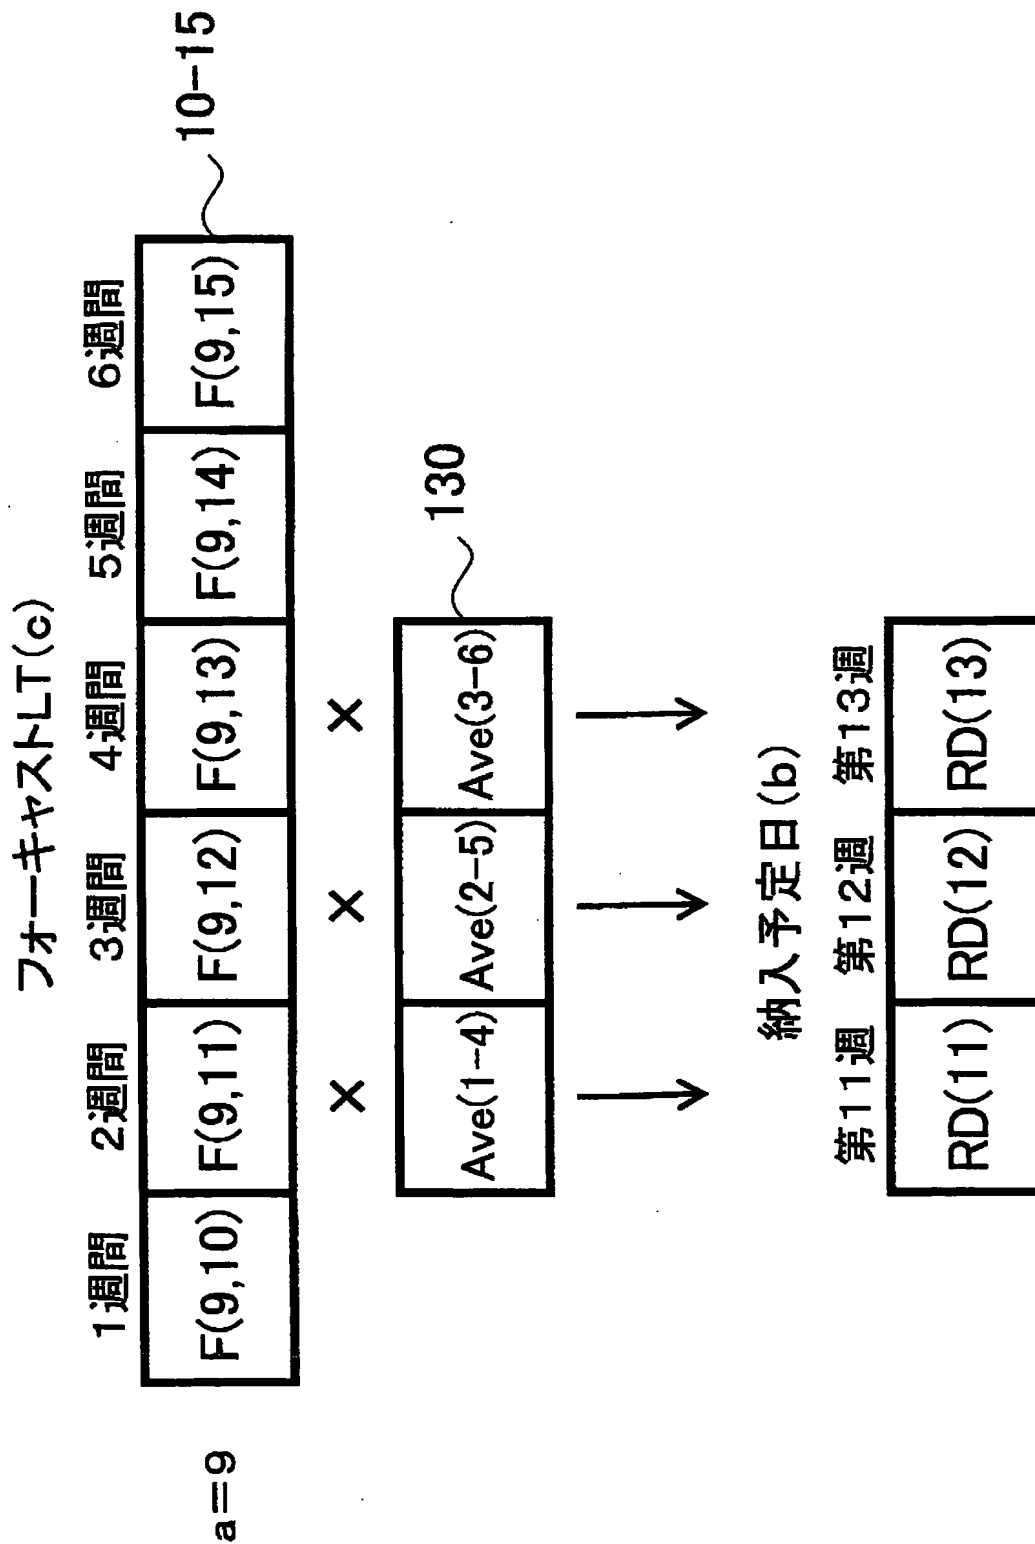 フォーキャストLT(c)
1週間 2週間 3週間 4週間 5週間 6週間
a=9 F(9,10) F(9,11) F(9,12) F(9,13) F(9,14) F(9,15) 10-15
× × ×
Ave(1-4) Ave(2-5) Ave(3-6) 130
納入予定日(b)
第11週 第12週 第13週
RD(11) RD(12) RD(13)